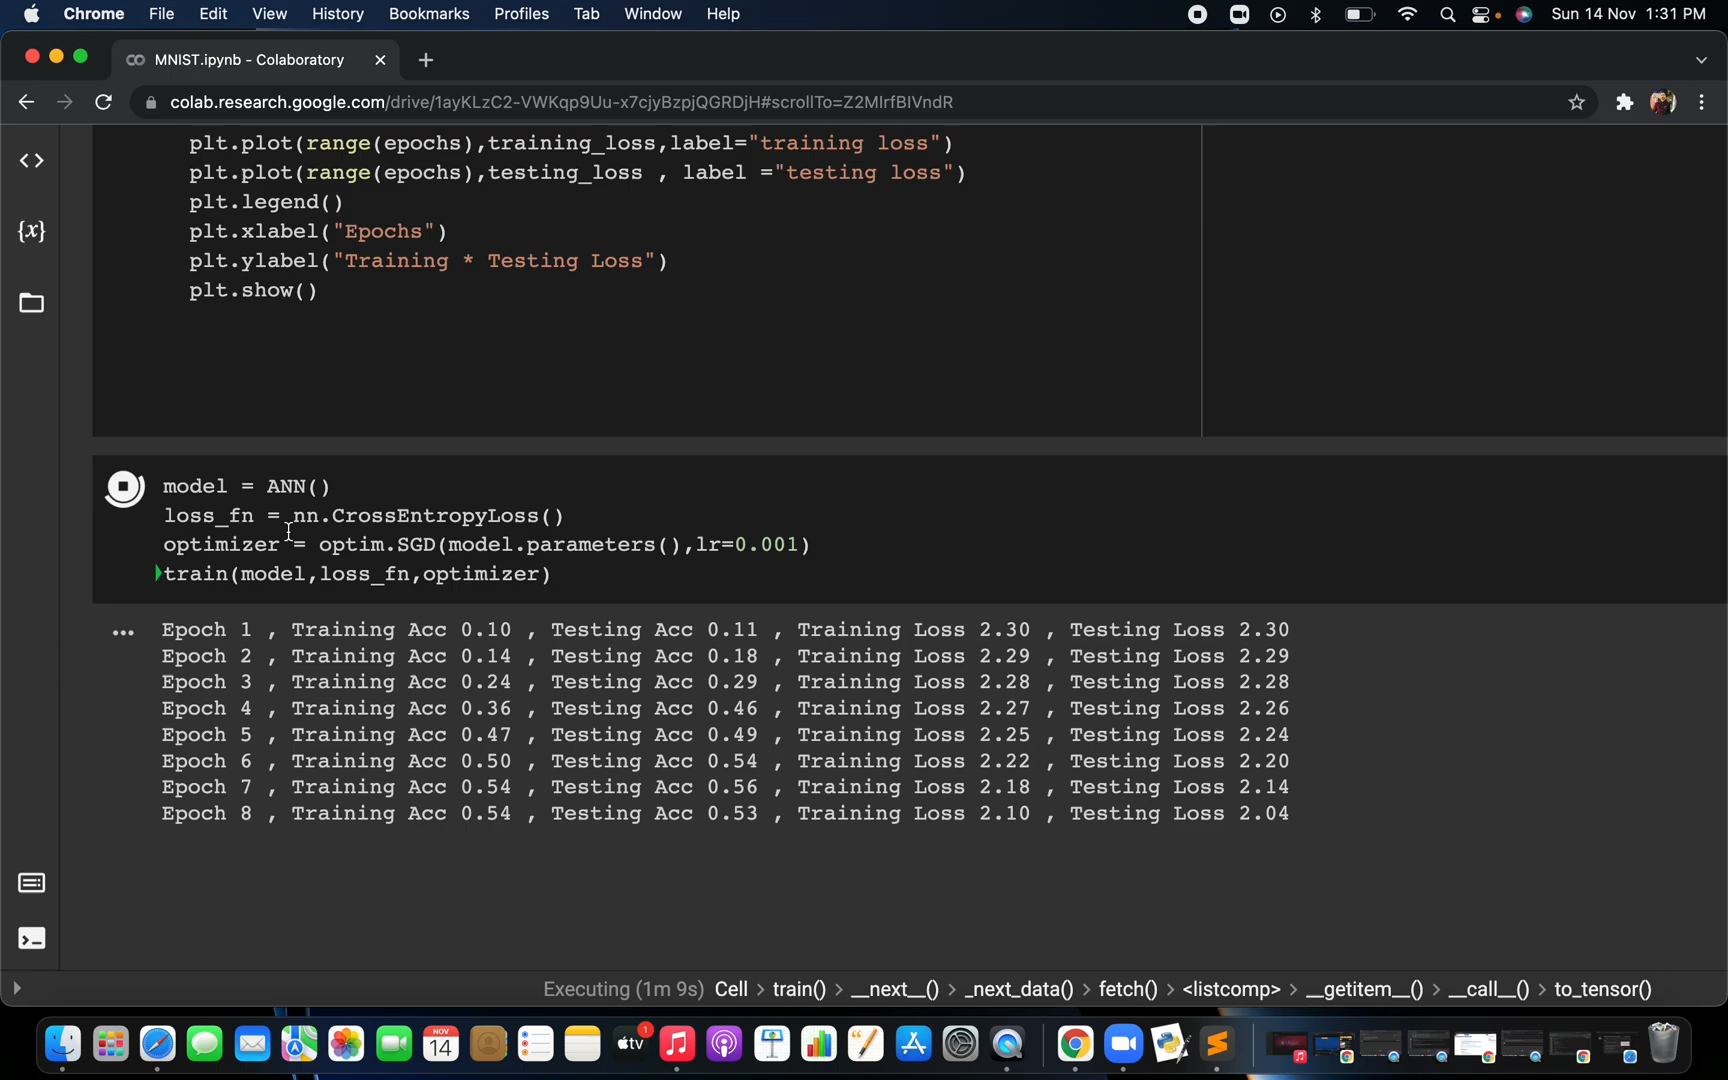 Chrome File Edit View History Bookmarks Profiles Tab Window Help Sun 14 Nov 1:31 PM
MNIST.ipynb - Colaboratory
colab.research.google.com/drive/1ayKLzC2-VWKqp9Uu-x7cjyBzpjQGRDjH#scrollTo=Z2MIrfBIVndR
plt.plot(range(epochs),training_loss,label="training loss")
plt.plot(range(epochs),testing_loss , label ="testing loss")
plt.legend()
plt.xlabel("Epochs")
plt.ylabel("Training * Testing Loss")
plt.show()
{x}
model = ANN()
loss_fn = nn.CrossEntropyLoss()
optimizer = optim.SGD(model.parameters(),lr=0.001)
train(model,loss_fn,optimizer)
Epoch 1 , Training Acc 0.10 , Testing Acc 0.11 , Training Loss 2.30 , Testing Loss 2.30
Epoch 2 , Training Acc 0.14 , Testing Acc 0.18 , Training Loss 2.29 , Testing Loss 2.29
Epoch 3 , Training Acc 0.24 , Testing Acc 0.29 , Training Loss 2.28 , Testing Loss 2.28
Epoch 4 , Training Acc 0.36 , Testing Acc 0.46 , Training Loss 2.27 , Testing Loss 2.26
Epoch 5 , Training Acc 0.47 , Testing Acc 0.49 , Training Loss 2.25 , Testing Loss 2.24
Epoch 6 , Training Acc 0.50 , Testing Acc 0.54 , Training Loss 2.22 , Testing Loss 2.20
Epoch 7 , Training Acc 0.54 , Testing Acc 0.56 , Training Loss 2.18 , Testing Loss 2.14
Epoch 8 , Training Acc 0.54 , Testing Acc 0.53 , Training Loss 2.10 , Testing Loss 2.04
Executing (1m 9s) Cell > train() > __next__() > _next_data() > fetch() > <listcomp> > __getitem__() > __call__() > to_tensor()
NOV
14
tv
1